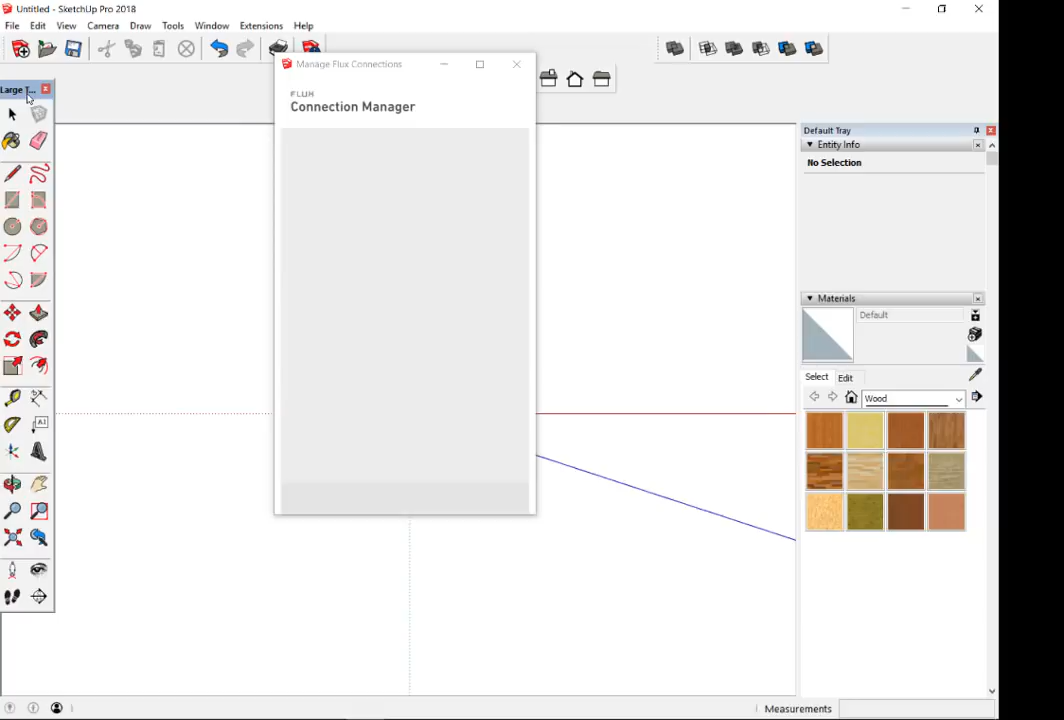 Untitled - SketchUp Pro 2018
File Edit View Camera Draw Tools Window Extensions Help
Manage Flux Connections
FLUX
Connection Manager
Large T...
A1
Default Tray
Entity Info
No Selection
Materials
Default
Select Edit
Wood
Measurements